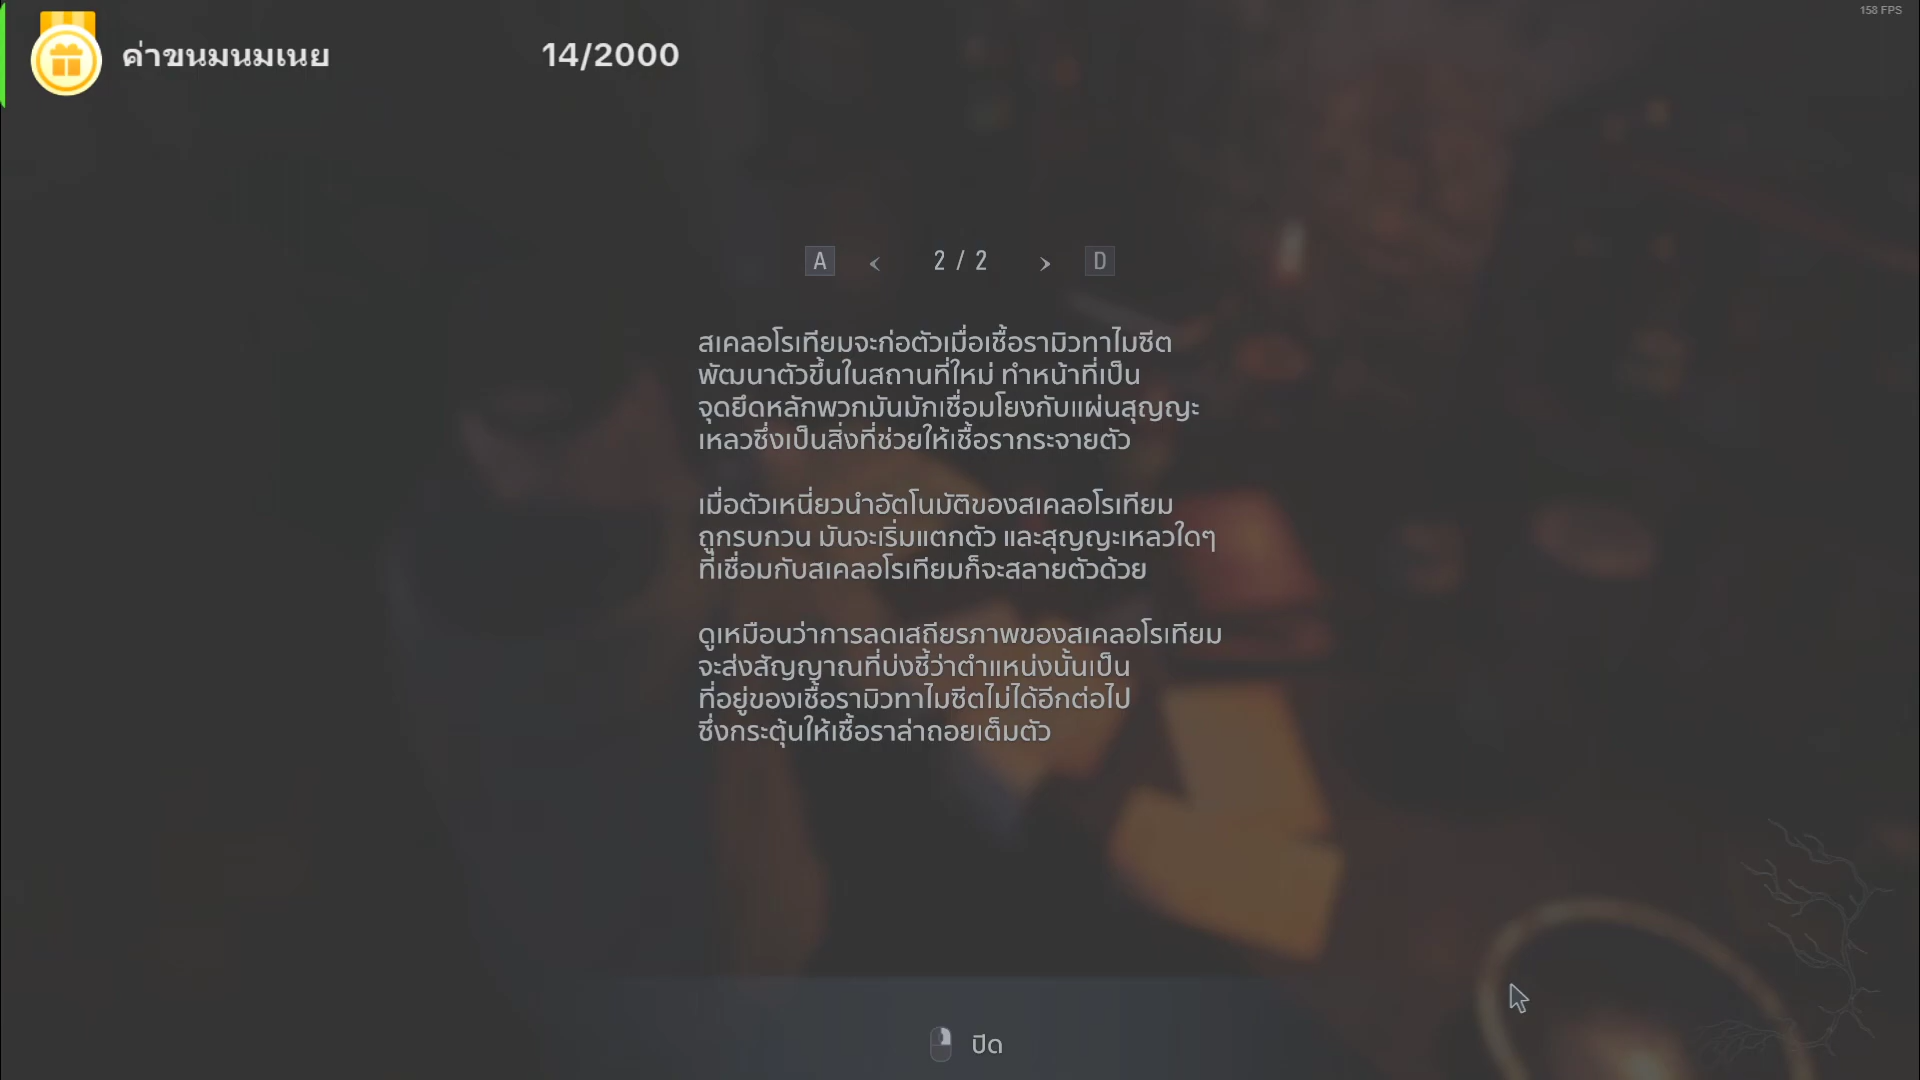 158 FPS
ค่าขนมนมเนย 14/2000
A < 2 / 2 > D
สเคลอโรเทียมจะก่อตัวเมื่อเชื้อรามิวทาไมซีต
พัฒนาตัวขึ้นในสถานที่ใหม่ ทำหน้าที่เป็น
จุดยึดหลักพวกมันมักเชื่อมโยงกับแผ่นสุญญะ
เหลวซึ่งเป็นสิ่งที่ช่วยให้เชื้อรากระจายตัว
เมื่อตัวเหนี่ยวนำอัตโนมัติของสเคลอโรเทียม
ถูกรบกวน มันจะเริ่มแตกตัว และสุญญะเหลวใดๆ
ที่เชื่อมกับสเคลอโรเทียมก็จะสลายตัวด้วย
ดูเหมือนว่าการลดเสถียรภาพของสเคลอโรเทียม
จะส่งสัญญาณที่บ่งชี้ว่าตำแหน่งนั้นเป็น
ที่อยู่ของเชื้อรามิวทาไมซีตไม่ได้อีกต่อไป
ซึ่งกระตุ้นให้เชื้อราล่าถอยเต็มตัว
ปิด